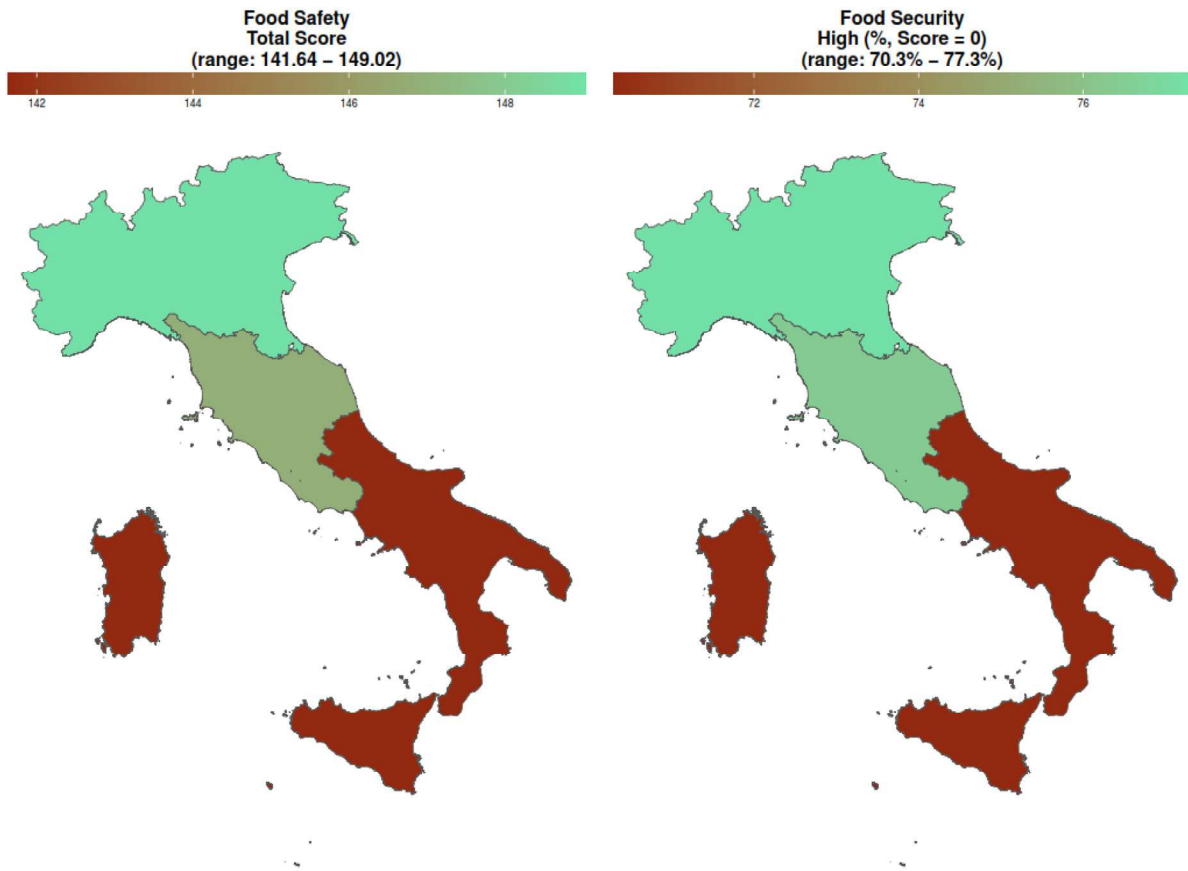 Food Safety
Total Score
(range: 141.64 – 149.02)
142 144 146 148
Food Security
High (%, Score = 0)
(range: 70.3% – 77.3%)
72 74 76